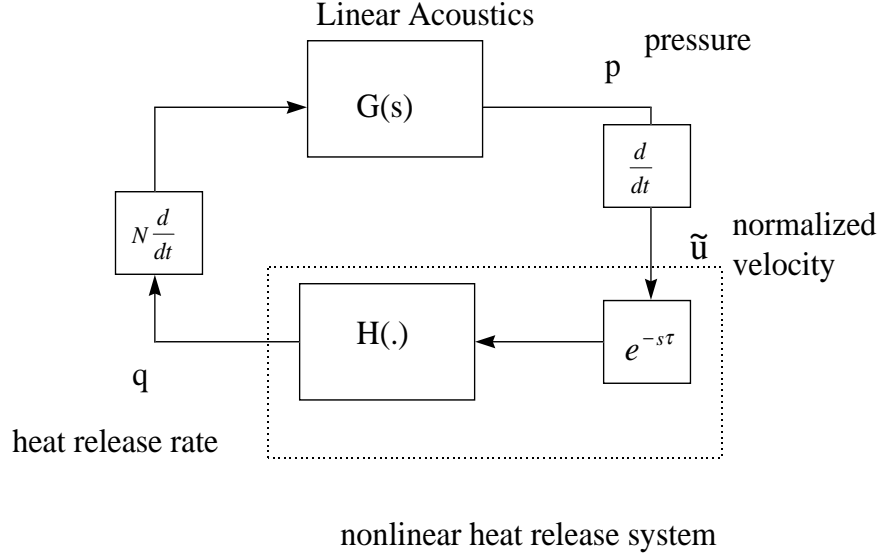 Linear Acoustics
pressure
p
G(s)
d
dt
N d
dt
normalized
velocity
ũ
H(.)
e^{-sτ}
q
heat release rate
nonlinear heat release system